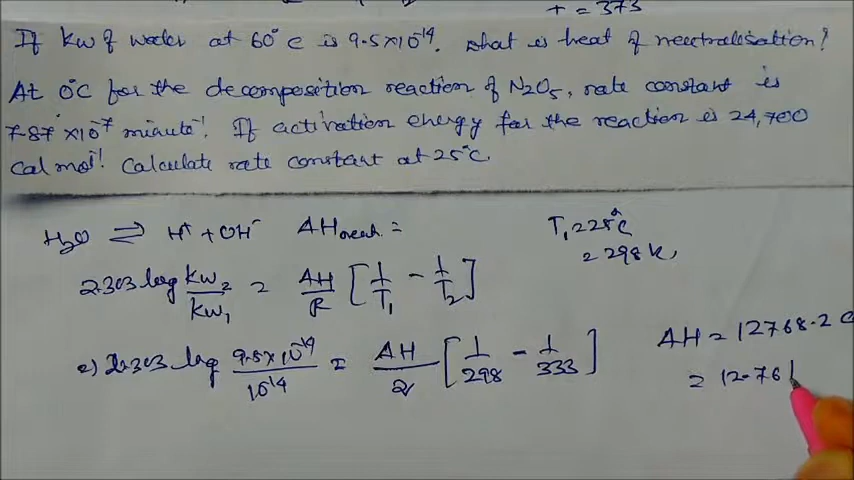 t = 373
If Kw of water at 60°C is 9.5×10⁻¹⁴. what is heat of neutralisation?
At 0°C for the decomposition reaction of N₂O₅, rate constant is
7.87 ×10⁻⁷ minute⁻¹. If activation energy for the reaction is 24,700
Cal mol⁻¹. Calculate rate constant at 25°C.
H₂O ⇌ H⁺ + OH⁻ ΔH = T₁ = 25°C
= 298 K,
2.303 log Kw₂/Kw₁ = ΔH/R [1/T₁ - 1/T₂]
2.303 log 9.5×10⁻¹⁴/10⁻¹⁴ = ΔH/2 [1/298 - 1/333] ΔH = 12768.2 C
= 12.76